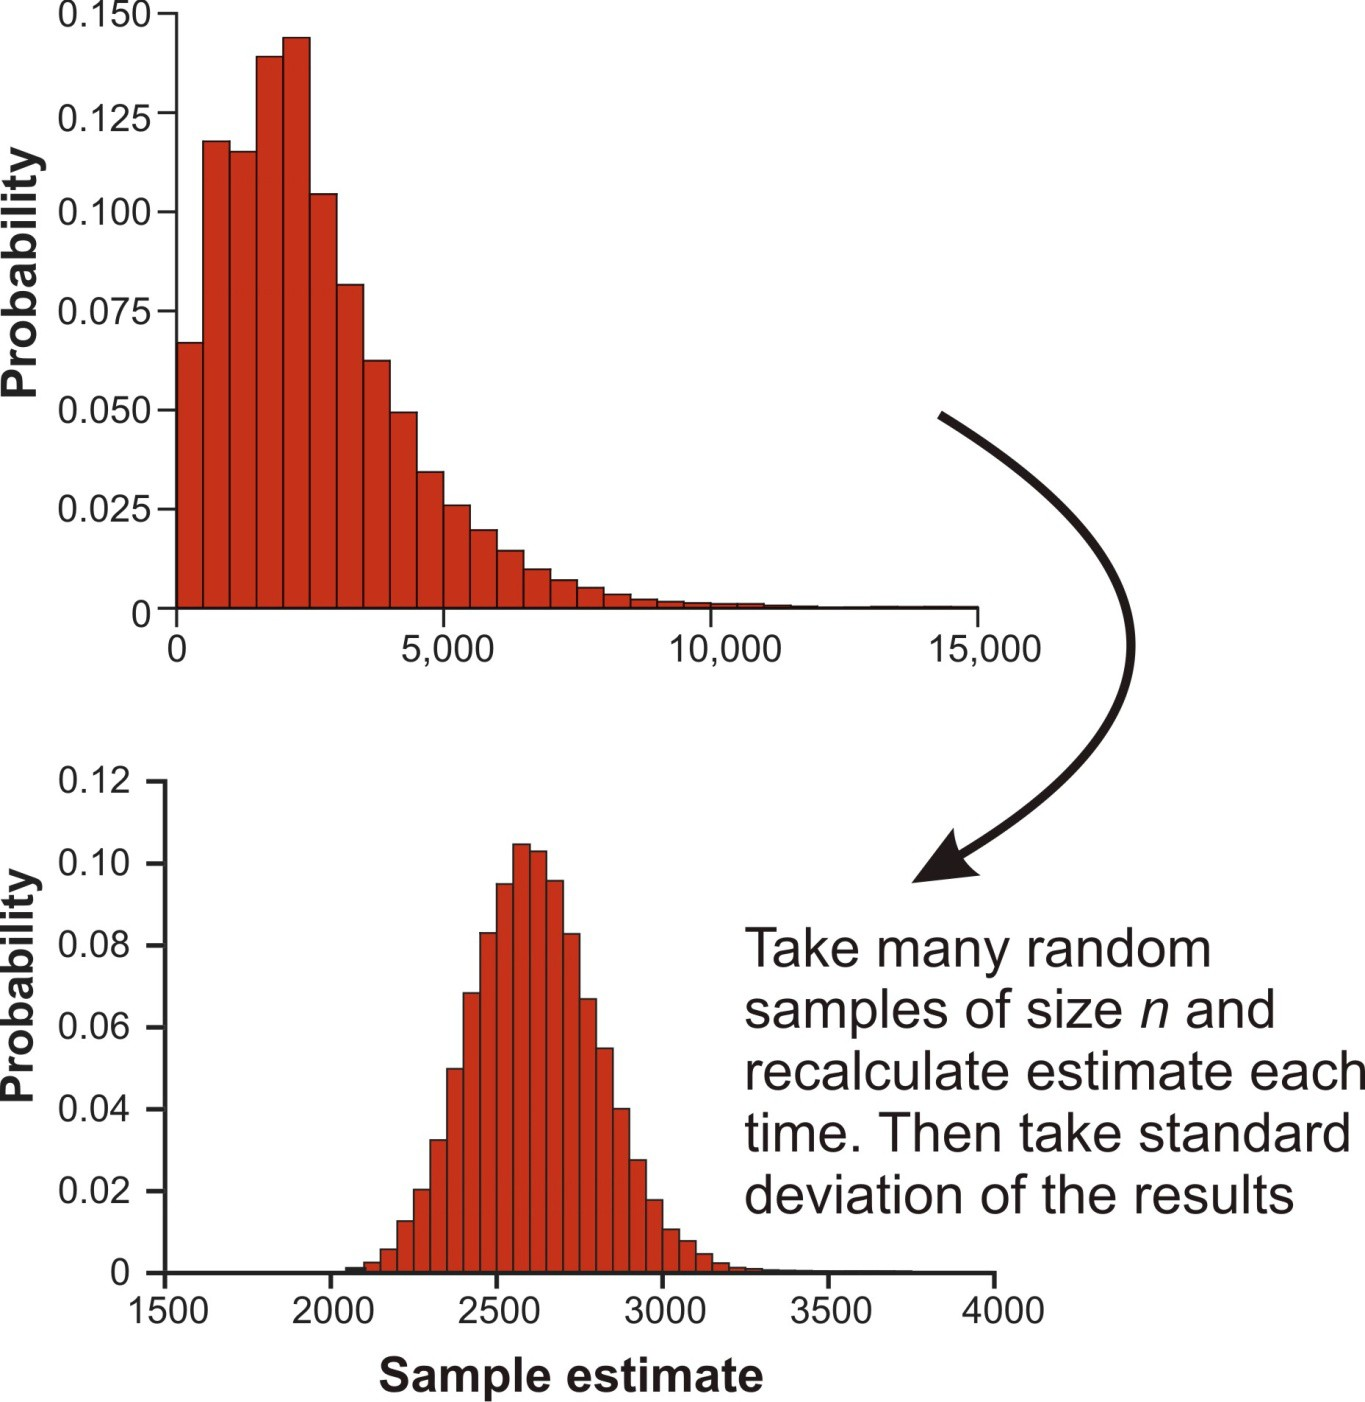 Probability
0.150
0.125
0.100
0.075
0.050
0.025
0
0 5,000 10,000 15,000
Probability
0.12
0.10
0.08
0.06
0.04
0.02
0
1500 2000 2500 3000 3500 4000
Sample estimate
Take many random
samples of size n and
recalculate estimate each
time. Then take standard
deviation of the results